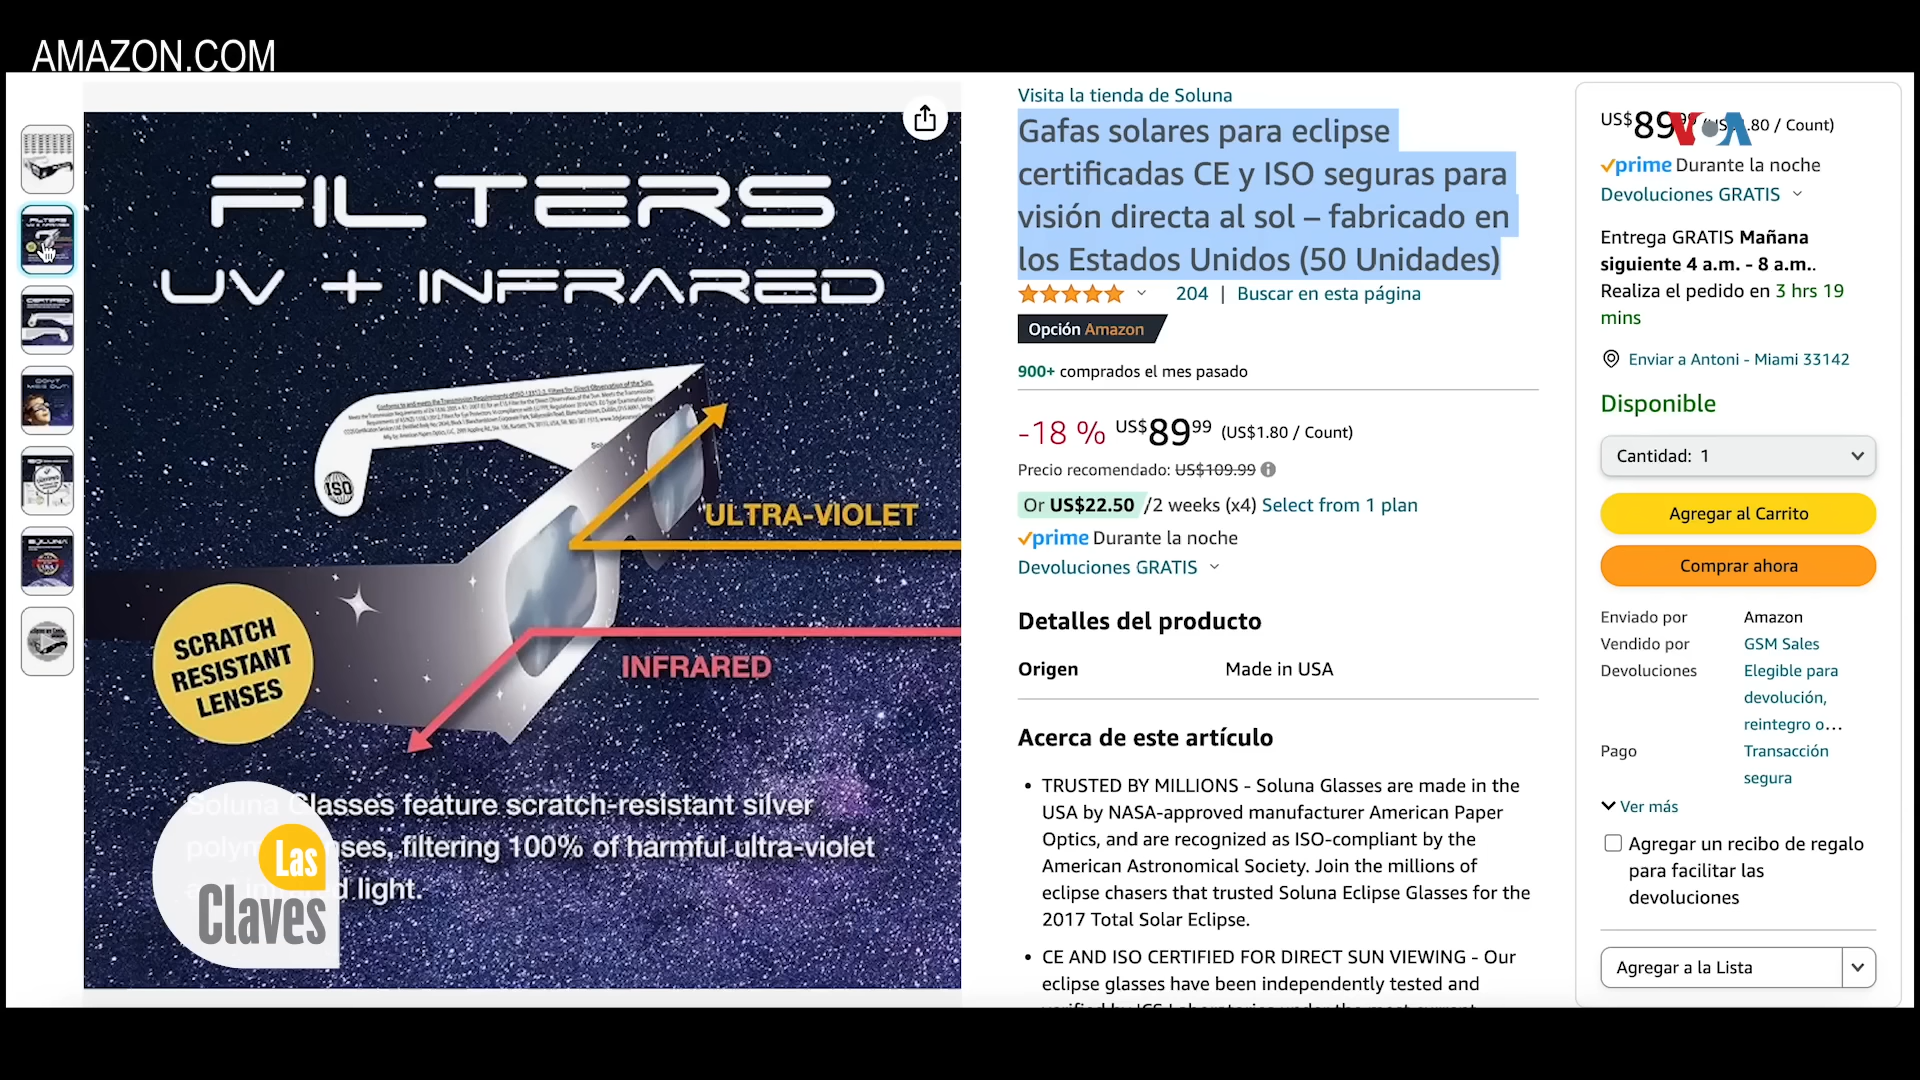 AMAZON.COM
FILTERS
UV + INFRARED
ISO
ULTRA-VIOLET
INFRARED
SCRATCH
RESISTANT
LENSES
Soluna Glasses feature scratch-resistant silver
lenses, filtering 100% of harmful ultra-violet
light.
Las
Claves
Visita la tienda de Soluna
Gafas solares para eclipse
certificadas CE y ISO seguras para
visión directa al sol – fabricado en
los Estados Unidos (50 Unidades)
204 | Buscar en esta página
Opción Amazon
900+ comprados el mes pasado
-18 % US$89.99 (US$1.80 / Count)
Precio recomendado: US$109.99
Or US$22.50 /2 weeks (x4) Select from 1 plan
prime Durante la noche
Devoluciones GRATIS
Detalles del producto
Origen Made in USA
Acerca de este artículo
• TRUSTED BY MILLIONS - Soluna Glasses are made in the
USA by NASA-approved manufacturer American Paper
Optics, and are recognized as ISO-compliant by the
American Astronomical Society. Join the millions of
eclipse chasers that trusted Soluna Eclipse Glasses for the
2017 Total Solar Eclipse.
• CE AND ISO CERTIFIED FOR DIRECT SUN VIEWING - Our
eclipse glasses have been independently tested and
US$89.99 (US$1.80 / Count)
VOA
prime Durante la noche
Devoluciones GRATIS
Entrega GRATIS Mañana
siguiente 4 a.m. - 8 a.m..
Realiza el pedido en 3 hrs 19
mins
Enviar a Antoni - Miami 33142
Disponible
Cantidad: 1
Agregar al Carrito
Comprar ahora
Enviado por Amazon
Vendido por GSM Sales
Devoluciones Elegible para
devolución,
reintegro o…
Pago Transacción
segura
Ver más
Agregar un recibo de regalo
para facilitar las
devoluciones
Agregar a la Lista